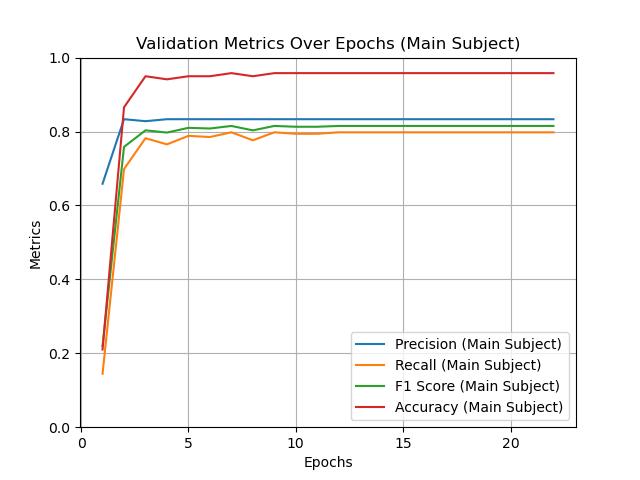 Validation Metrics Over Epochs (Main Subject)
1.0
0.8
0.6
0.4
0.2
0.0
Metrics
Precision (Main Subject)
Recall (Main Subject)
F1 Score (Main Subject)
Accuracy (Main Subject)
0 5 10 15 20
Epochs